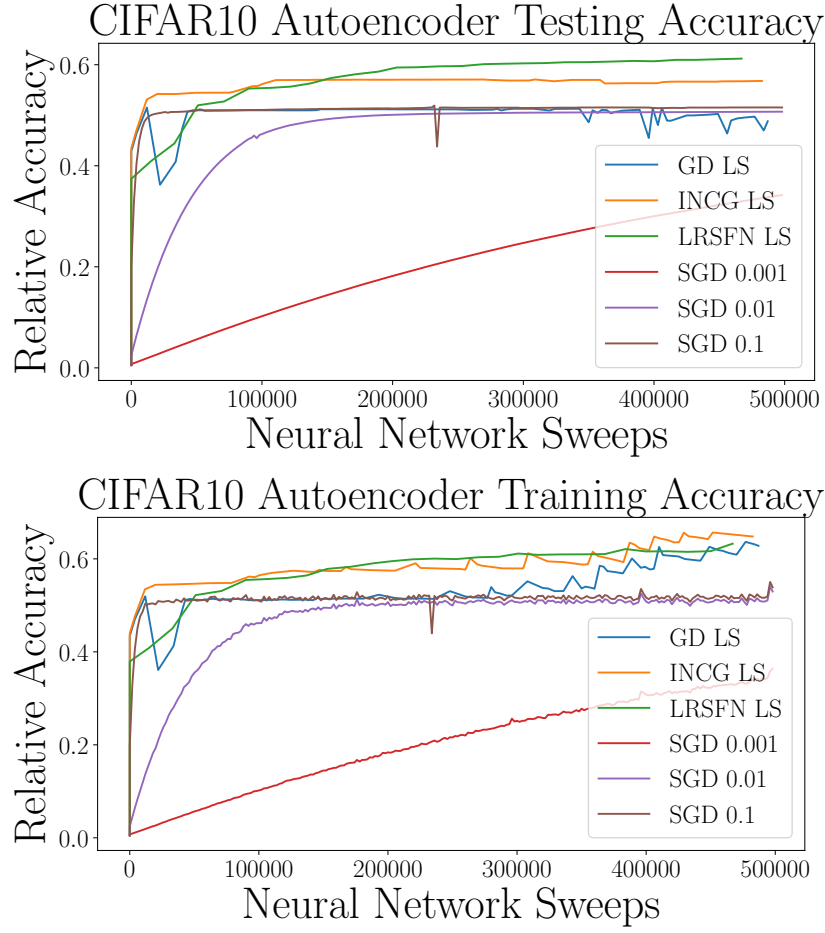 CIFAR10 Autoencoder Testing Accuracy
Relative Accuracy
0.6
0.4
0.2
0.0
GD LS
INCG LS
LRSFN LS
SGD 0.001
SGD 0.01
SGD 0.1
0 100000 200000 300000 400000 500000
Neural Network Sweeps
CIFAR10 Autoencoder Training Accuracy
Relative Accuracy
0.6
0.4
0.2
0.0
GD LS
INCG LS
LRSFN LS
SGD 0.001
SGD 0.01
SGD 0.1
0 100000 200000 300000 400000 500000
Neural Network Sweeps